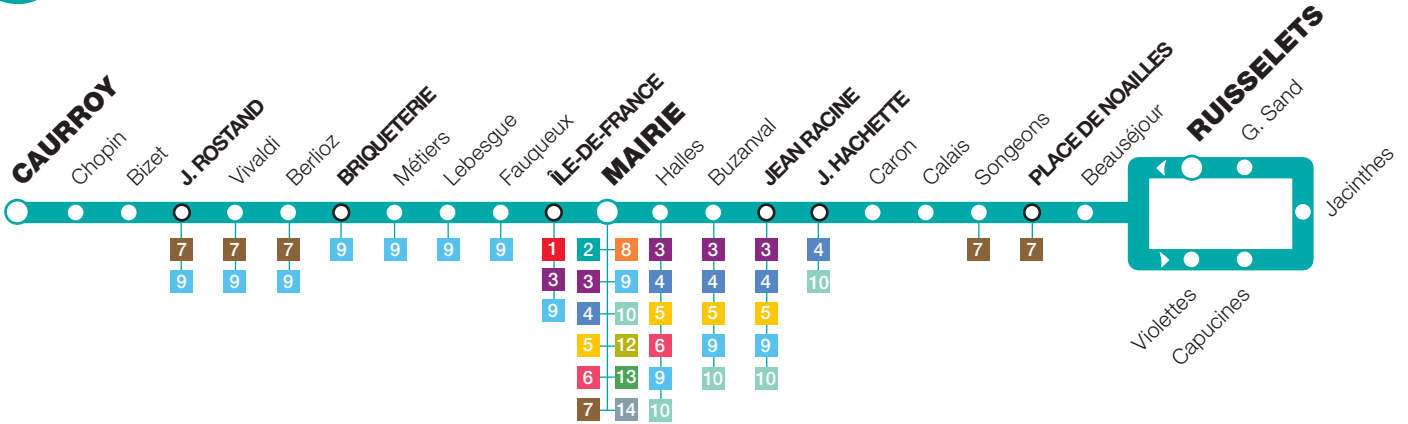 CAURROY
Chopin
Bizet
J. ROSTAND
Vivaldi
Berlioz
BRIQUETERIE
Métiers
Lebesgue
Fauqueux
ÎLE-DE-FRANCE
MAIRIE
Halles
Buzanval
JEAN RACINE
J. HACHETTE
Caron
Calais
Songeons
PLACE DE NOAILLES
Beauséjour
RUISSELETS
G. Sand
Jacinthes
Violettes
Capucines
7 7 7 9 9 9 9 1 2 8 3 3 3 4 7 7
9 9 9 3 3 9 4 4 4 10
9 4 10 5 5 5
5 12 6 9 9
6 13 9 10 10
7 14 10